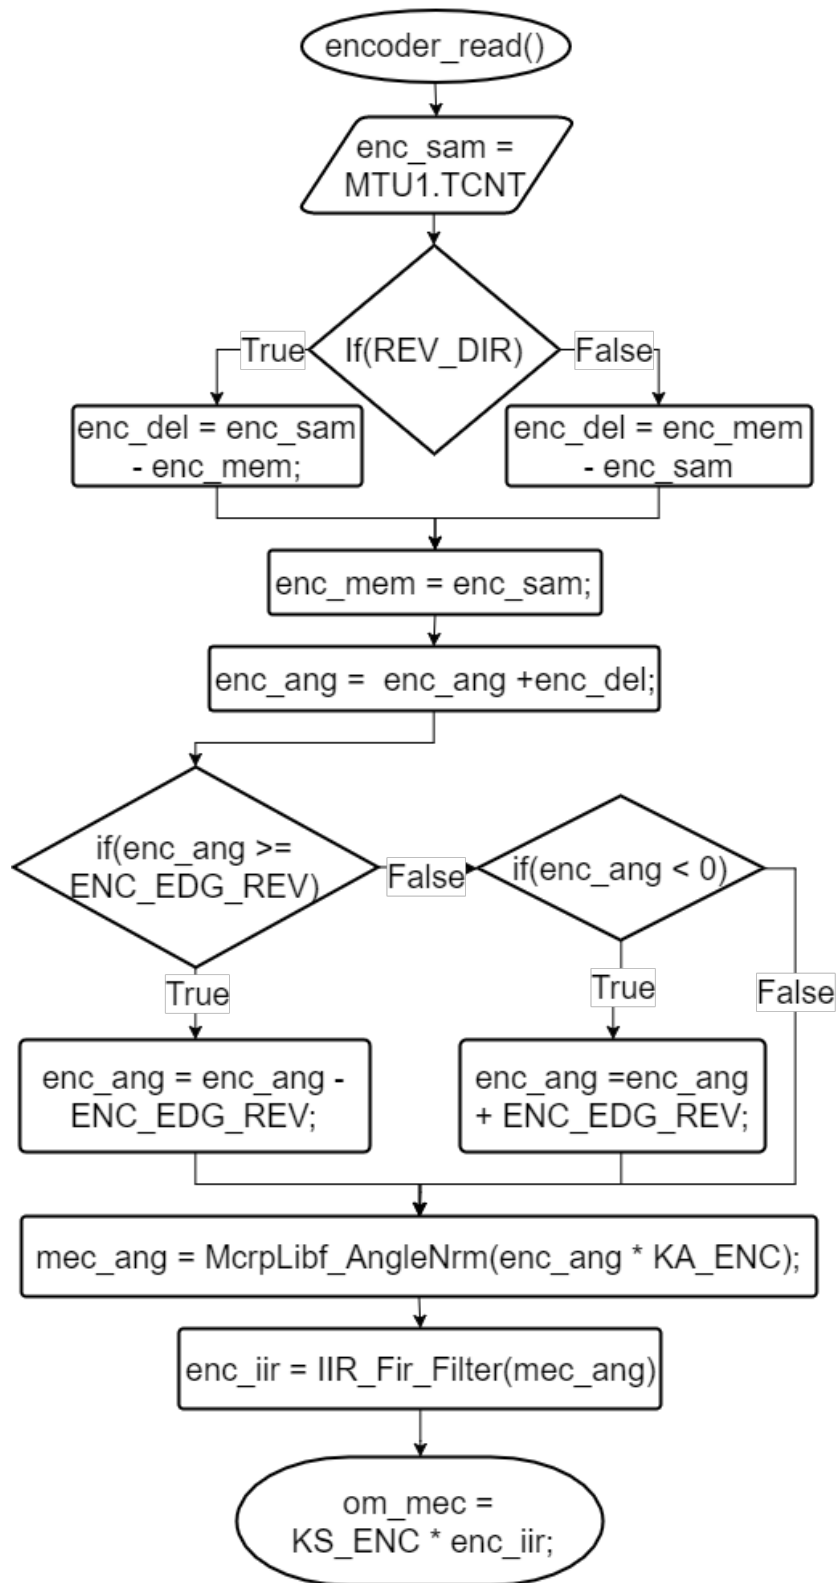 encoder_read()
enc_sam =
MTU1.TCNT
If(REV_DIR)
True
False
enc_del = enc_sam
- enc_mem;
enc_del = enc_mem
- enc_sam
enc_mem = enc_sam;
enc_ang =  enc_ang +enc_del;
if(enc_ang >=
ENC_EDG_REV)
False
if(enc_ang < 0)
True
True
False
enc_ang = enc_ang -
ENC_EDG_REV;
enc_ang =enc_ang
+ ENC_EDG_REV;
mec_ang = McrpLibf_AngleNrm(enc_ang * KA_ENC);
enc_iir = IIR_Fir_Filter(mec_ang)
om_mec =
KS_ENC * enc_iir;